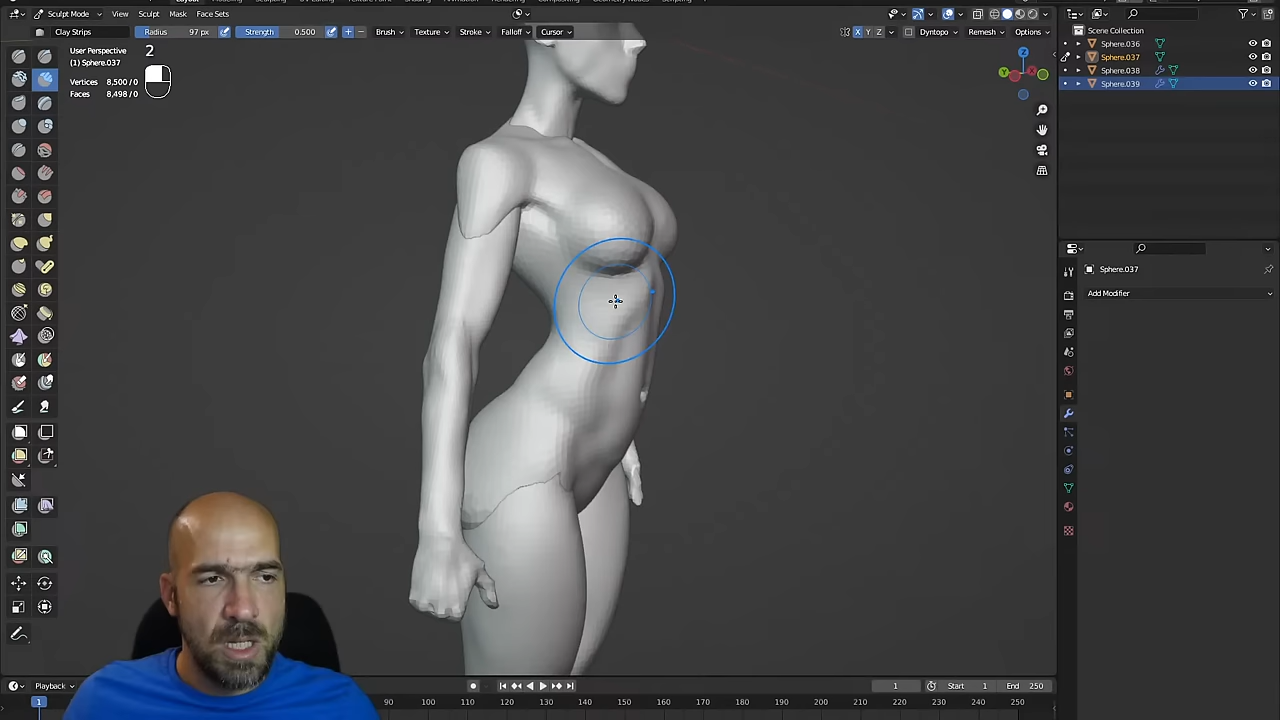 Sculpt Mode View Sculpt Mask Face Sets
Clay Strips Radius 97 px Strength 0.500 + − Brush Texture Stroke Falloff Cursor X Y Z Dyntopo Remesh Options
User Perspective
(1) Sphere.037
2
Vertices 8,500/0
Faces 8,498/0
Z
Y
X
Scene Collection
Sphere.036
Sphere.037
Sphere.038
Sphere.039
Sphere.037
Add Modifier
Playback 1 Start 1 End 250
1 90 100 110 120 130 140 150 160 170 180 190 200 210 220 230 240 250